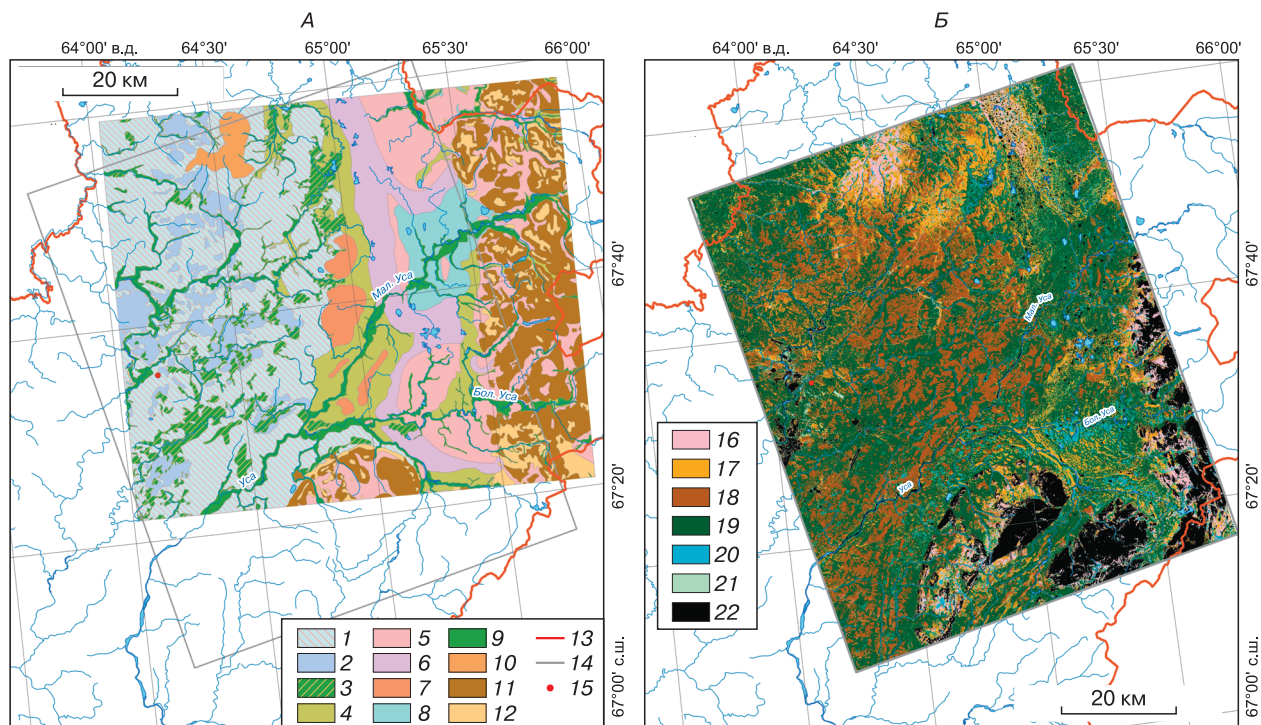 А
Б
64°00' в.д.
64°30'
65°00'
65°30'
66°00'
64°00' в.д.
64°30'
65°00'
65°30'
66°00'
20 км
67°40'
67°20'
67°00' с.ш.
67°40'
67°20'
67°00' с.ш.
Мал. Уса
Бол. Уса
Уса
Мал. Уса
Бол. Уса
Уса
1
2
3
4
5
6
7
8
9
10
11
12
13
14
15
16
17
18
19
20
21
22
20 км